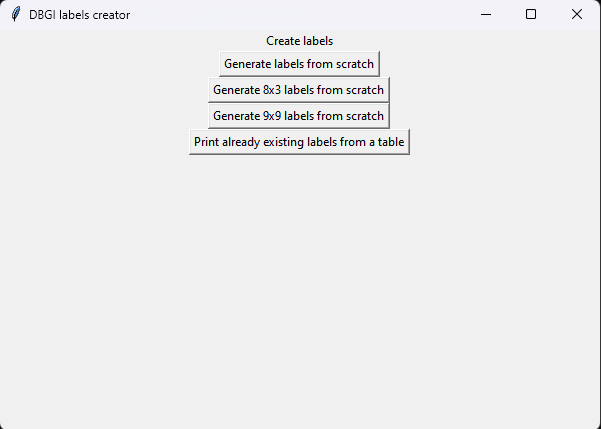 DBGI labels creator
Create labels
Generate labels from scratch
Generate 8x3 labels from scratch
Generate 9x9 labels from scratch
Print already existing labels from a table